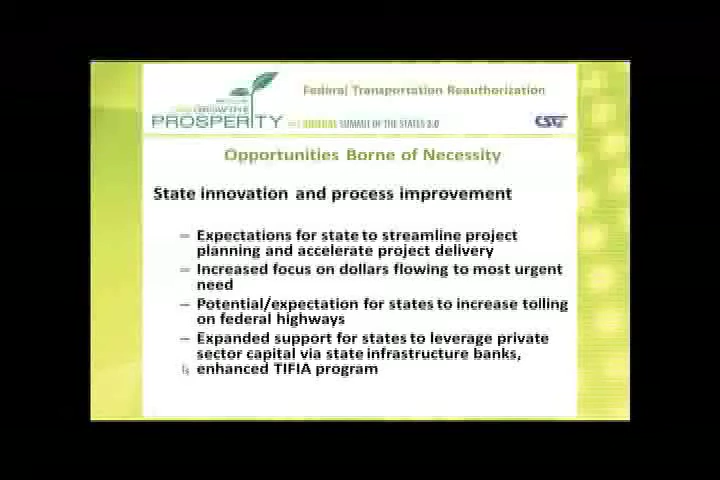 Federal Transportation Reauthorization
PROSPERITY
SUMMIT OF THE STATES 2.0
CSG
Opportunities Borne of Necessity
State innovation and process improvement
– Expectations for state to streamline project
planning and accelerate project delivery
– Increased focus on dollars flowing to most urgent
need
– Potential/expectation for states to increase tolling
on federal highways
– Expanded support for states to leverage private
sector capital via state infrastructure banks,
enhanced TIFIA program